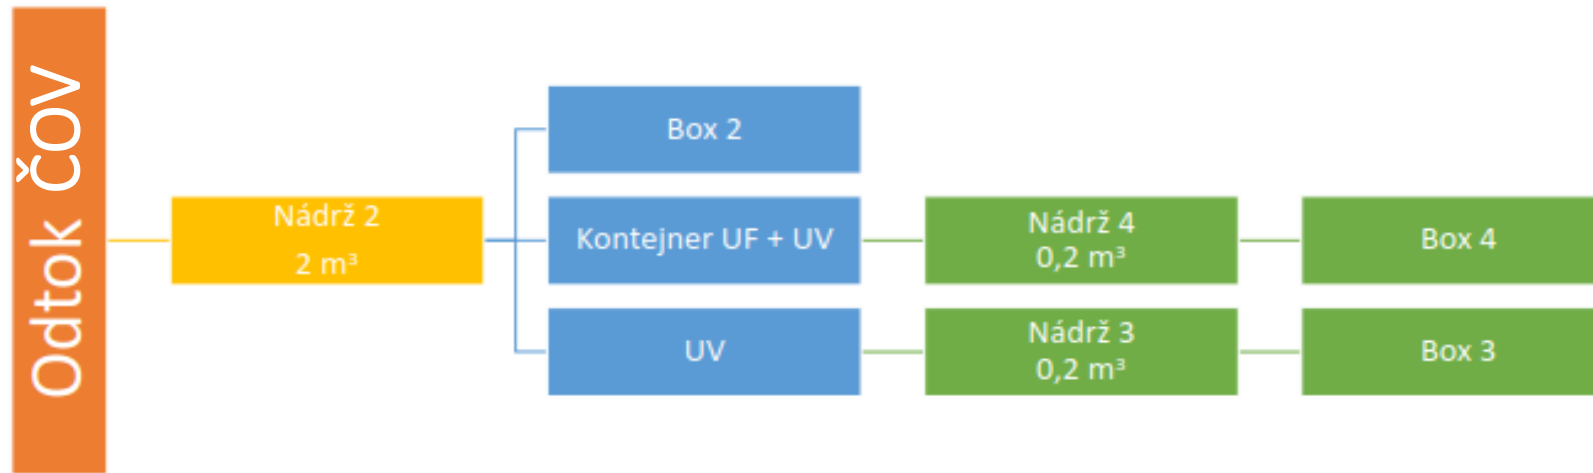 Odtok ČOV
Nádrž 2
2 m³
Box 2
Kontejner UF + UV
Nádrž 4
0,2 m³
Box 4
UV
Nádrž 3
0,2 m³
Box 3